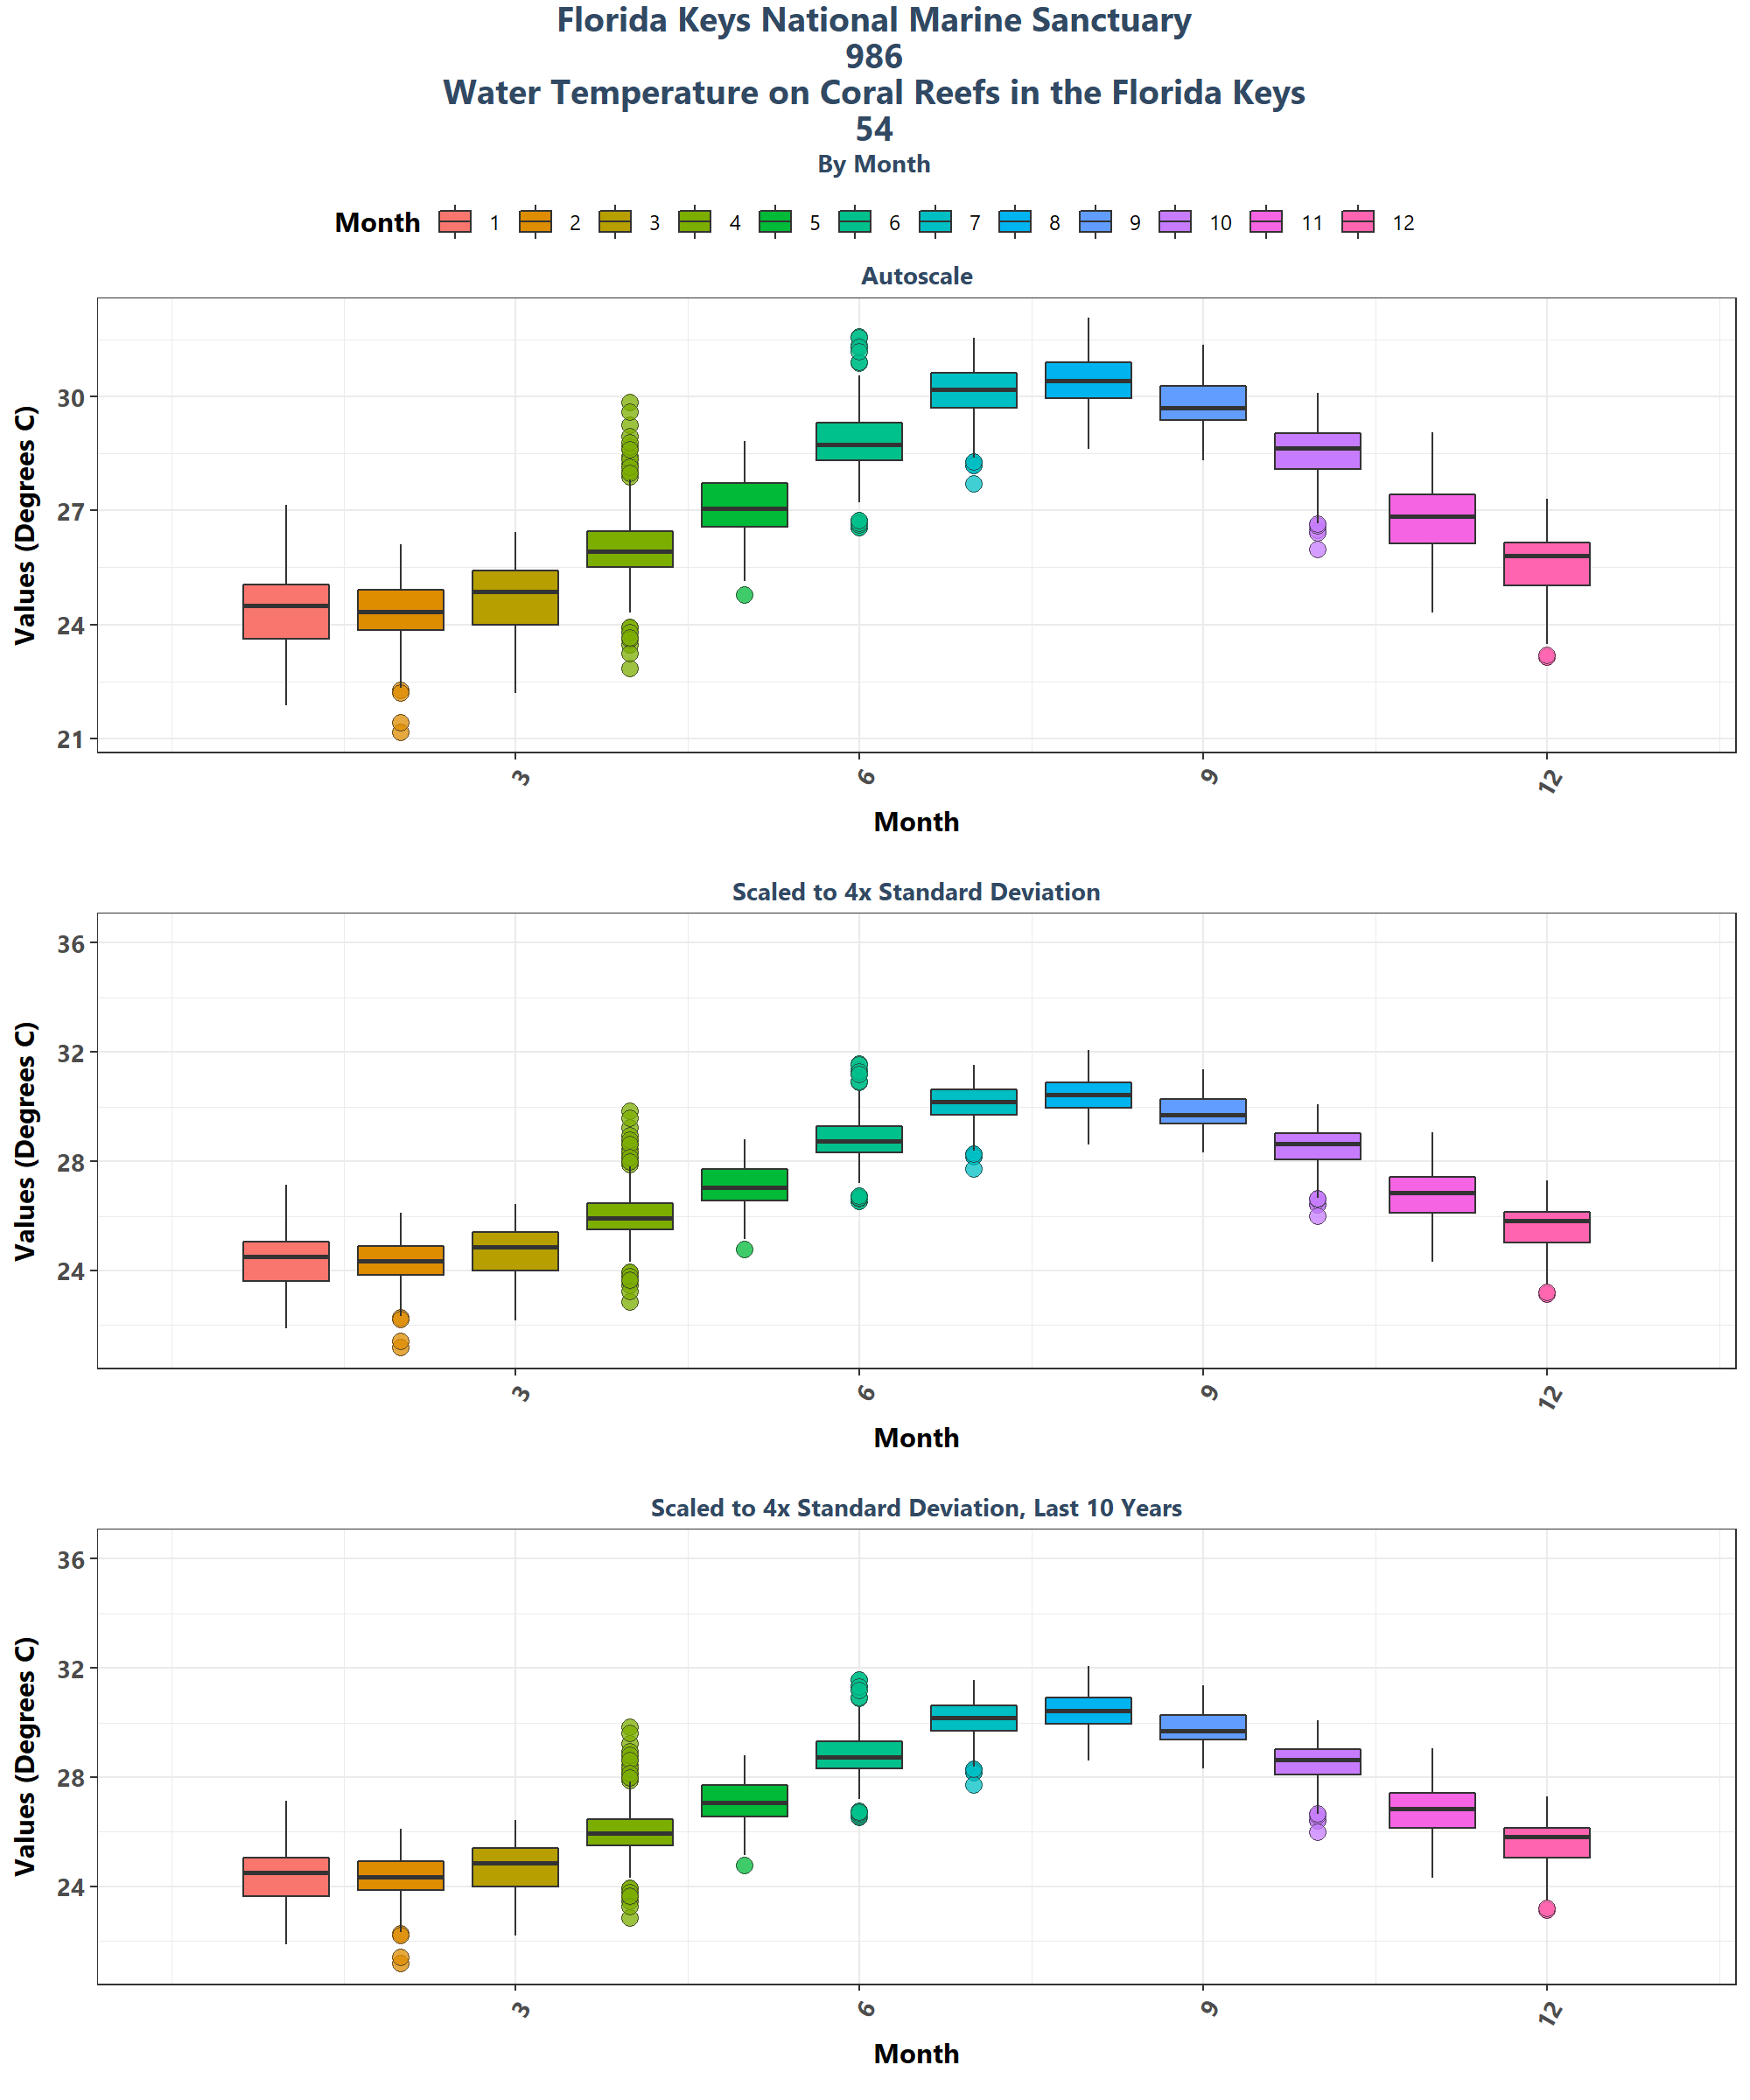 Florida Keys National Marine Sanctuary
986
Water Temperature on Coral Reefs in the Florida Keys
54
By Month
Month 1 2 3 4 5 6 7 8 9 10 11 12
Autoscale
Values (Degrees C)
30
27
24
21
3 6 9 12
Month
Scaled to 4x Standard Deviation
Values (Degrees C)
36
32
28
24
3 6 9 12
Month
Scaled to 4x Standard Deviation, Last 10 Years
Values (Degrees C)
36
32
28
24
3 6 9 12
Month